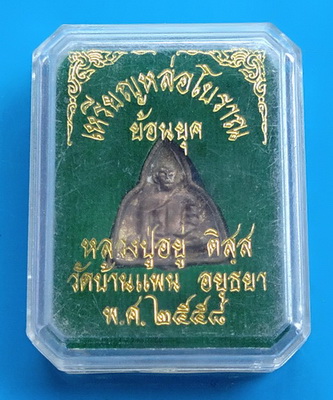 เหรียญหล่อโบราณ
ย้อนยุค
หลวงปู่อยู่ ติสฺส
วัดบ้านแพน อยุธยา
พ.ศ. ๒๕๕๔